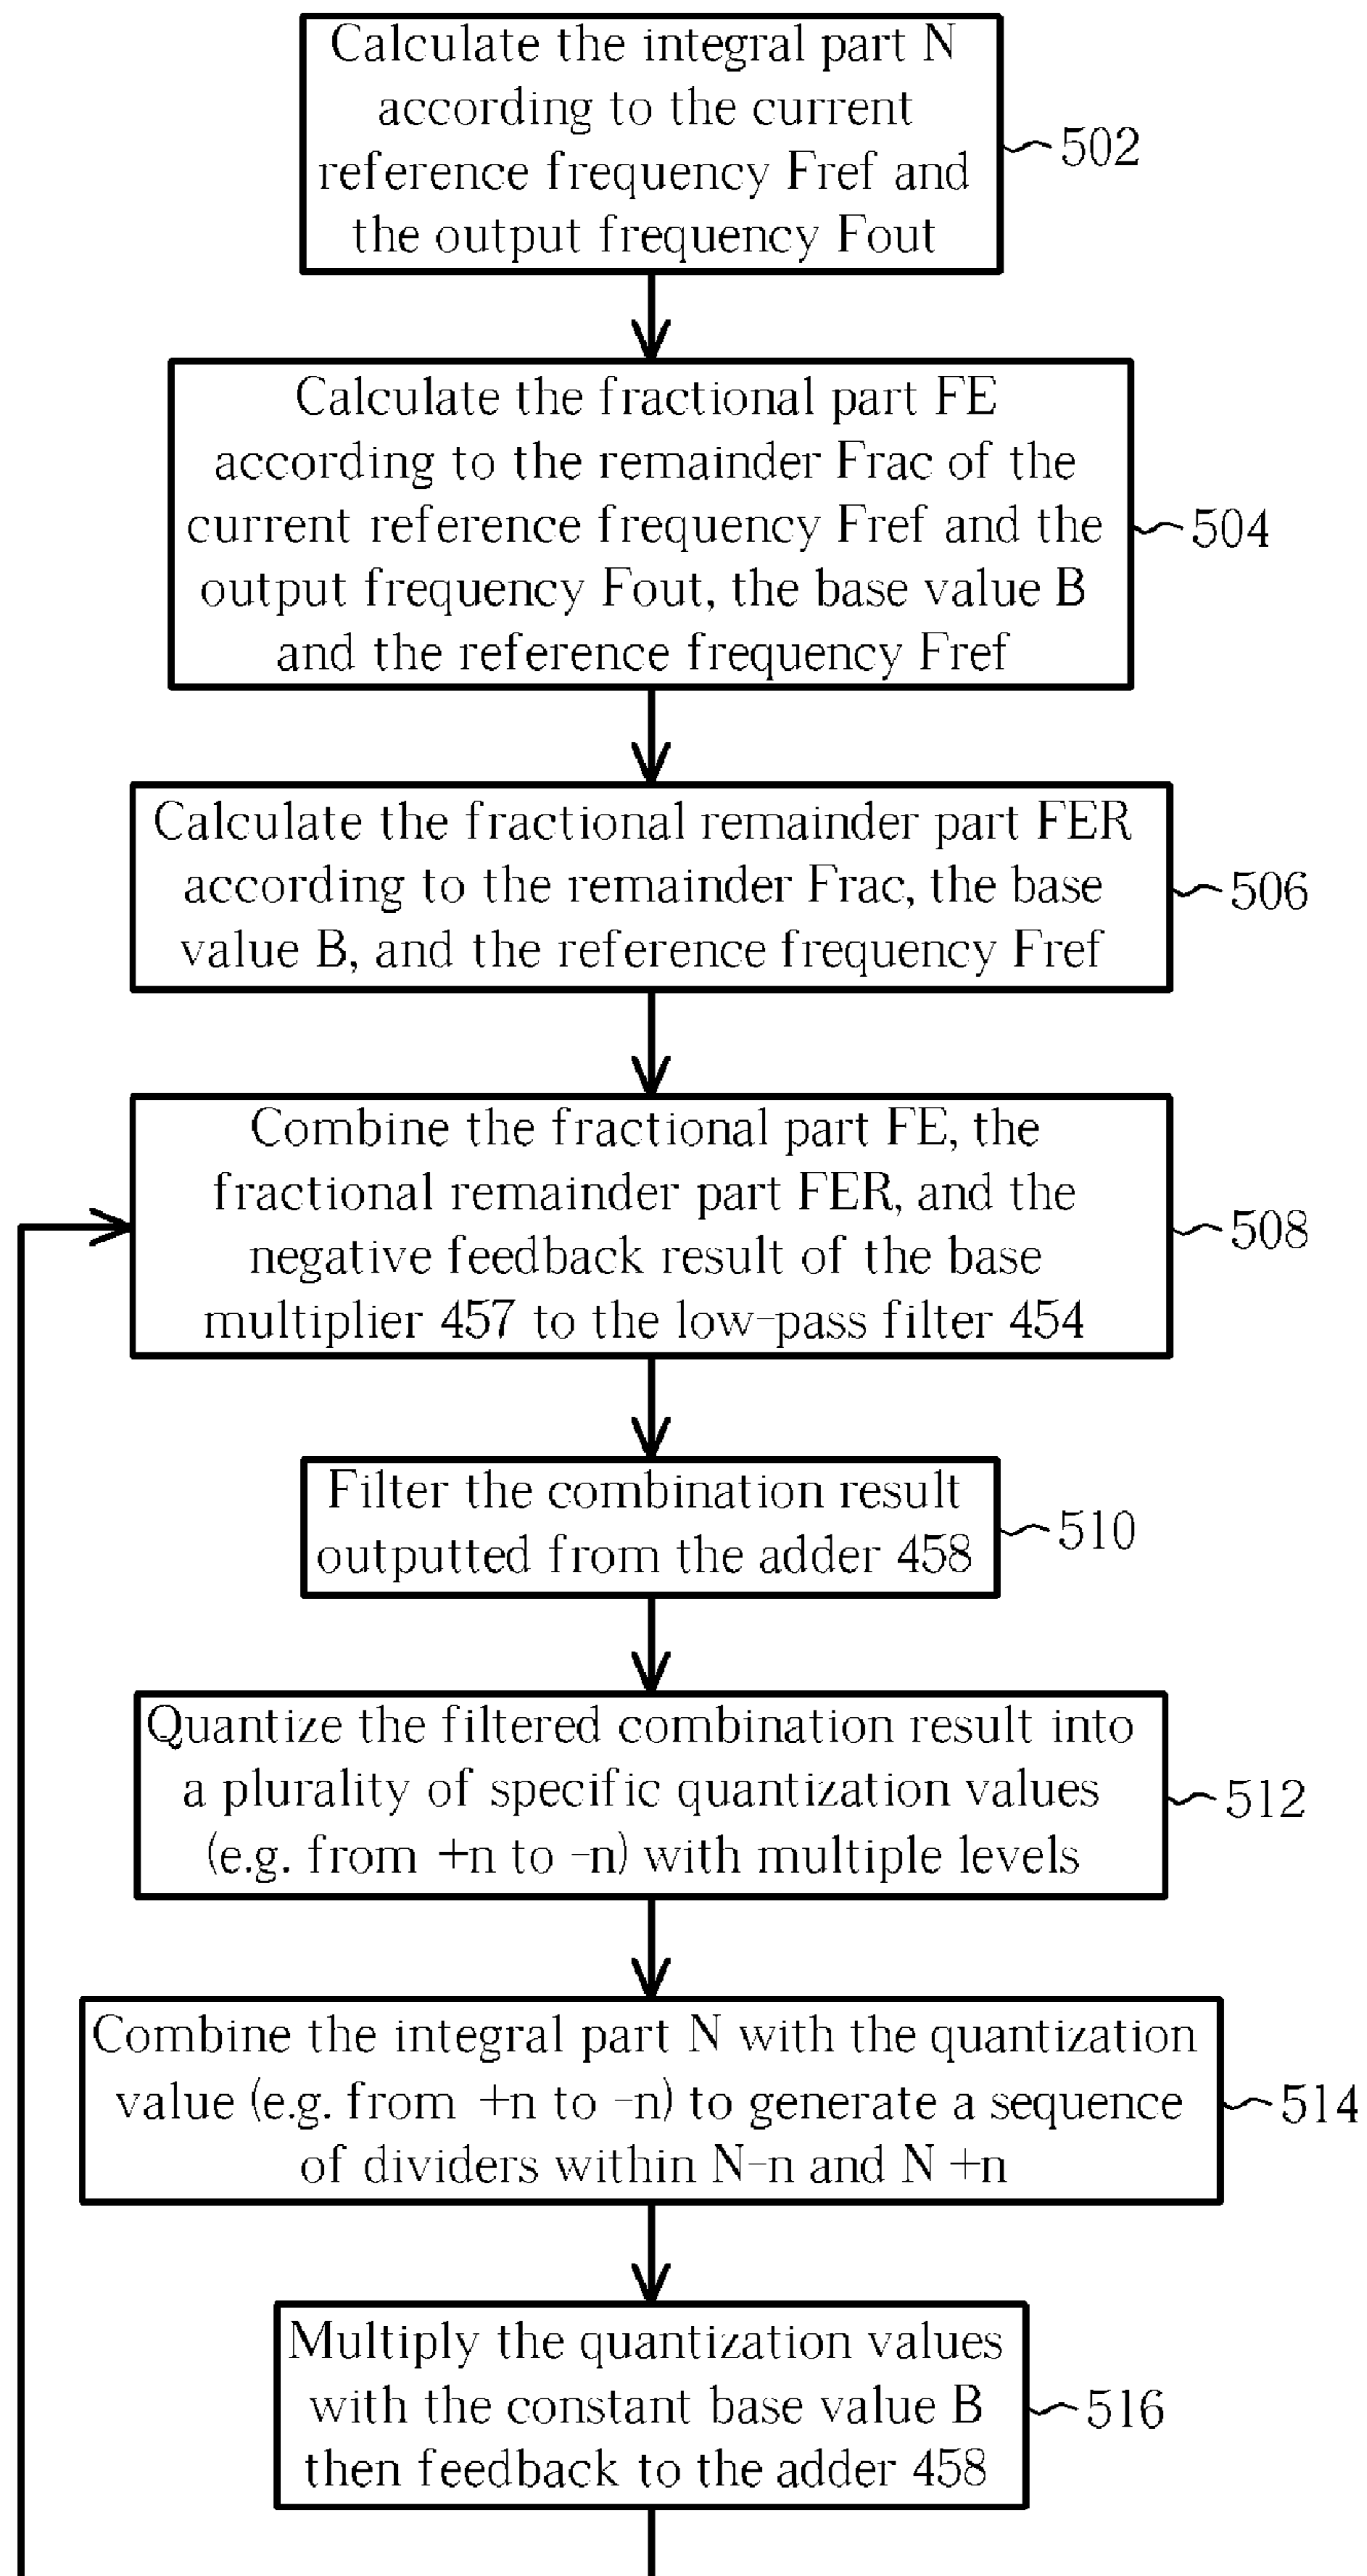 Calculate the integral part N
according to the current
reference frequency Fref and
the output frequency Fout
502
Calculate the fractional part FE
according to the remainder Frac of the
current reference frequency Fref and the
output frequency Fout, the base value B
and the reference frequency Fref
504
Calculate the fractional remainder part FER
according to the remainder Frac, the base
value B, and the reference frequency Fref
506
Combine the fractional part FE, the
fractional remainder part FER, and the
negative feedback result of the base
multiplier 457 to the low-pass filter 454
508
Filter the combination result
outputted from the adder 458
510
Quantize the filtered combination result into
a plurality of specific quantization values
(e.g. from +n to -n) with multiple levels
512
Combine the integral part N with the quantization
value (e.g. from +n to -n) to generate a sequence
of dividers within N-n and N+n
514
Multiply the quantization values
with the constant base value B
then feedback to the adder 458
516